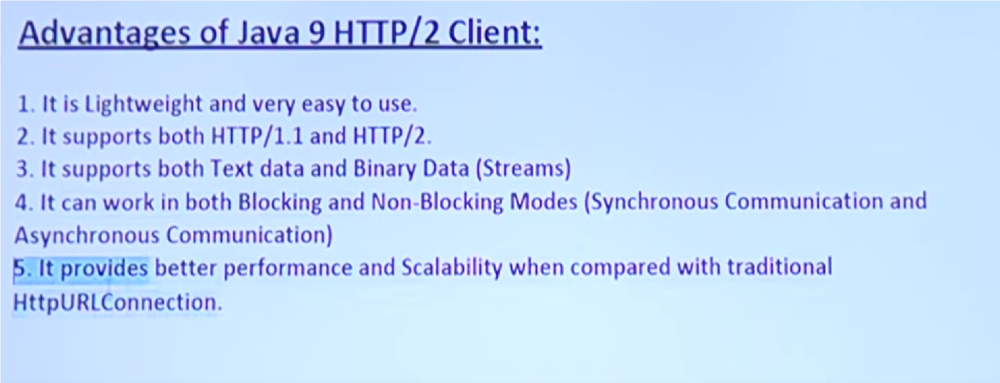 Advantages of Java 9 HTTP/2 Client:
1. It is Lightweight and very easy to use.
2. It supports both HTTP/1.1 and HTTP/2.
3. It supports both Text data and Binary Data (Streams)
4. It can work in both Blocking and Non-Blocking Modes (Synchronous Communication and
Asynchronous Communication)
5. It provides better performance and Scalability when compared with traditional
HttpURLConnection.